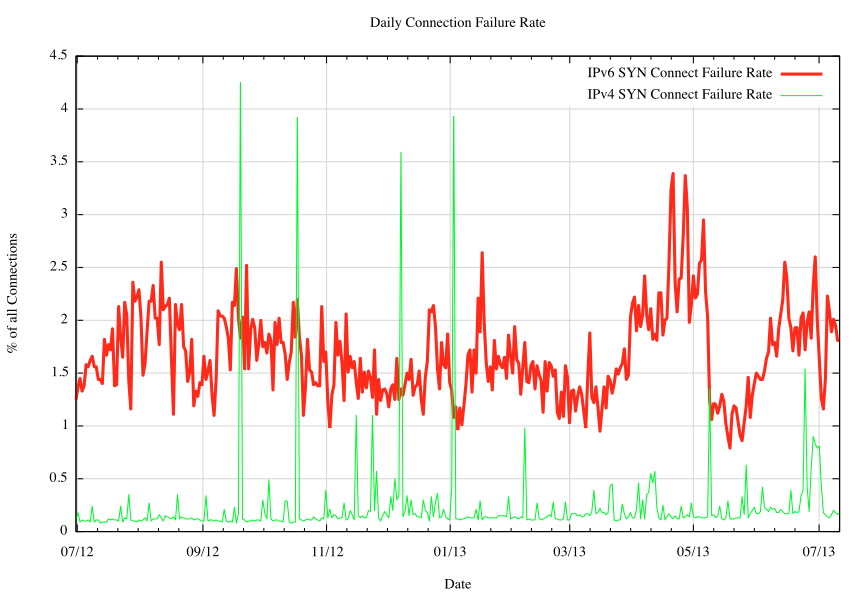 Daily Connection Failure Rate
4.5
IPv6 SYN Connect Failure Rate
IPv4 SYN Connect Failure Rate
4
3.5
3
2.5
2
1.5
1
0.5
0
% of all Connections
07/12 09/12 11/12 01/13 03/13 05/13 07/13
Date